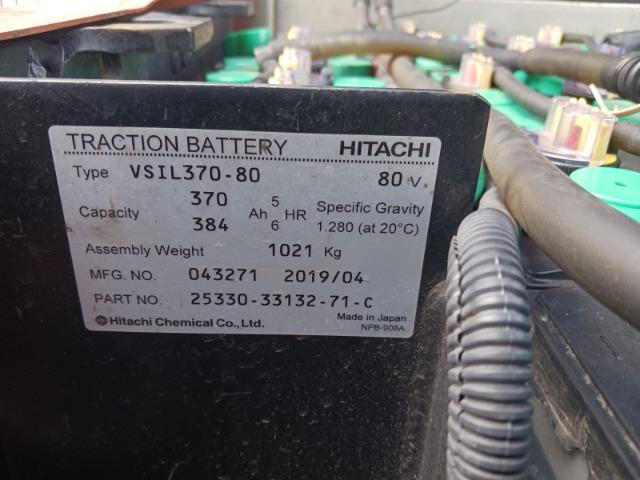 TRACTION BATTERY HITACHI
Type VSIL370-80 80 V
Capacity 370 Ah 5 HR Specific Gravity
384 6 1.280 (at 20°C)
Assembly Weight 1021 Kg
MFG. NO. 043271 2019/04
PART NO. 25330-33132-71-C
Hitachi Chemical Co., Ltd. Made in Japan
NPB-908A